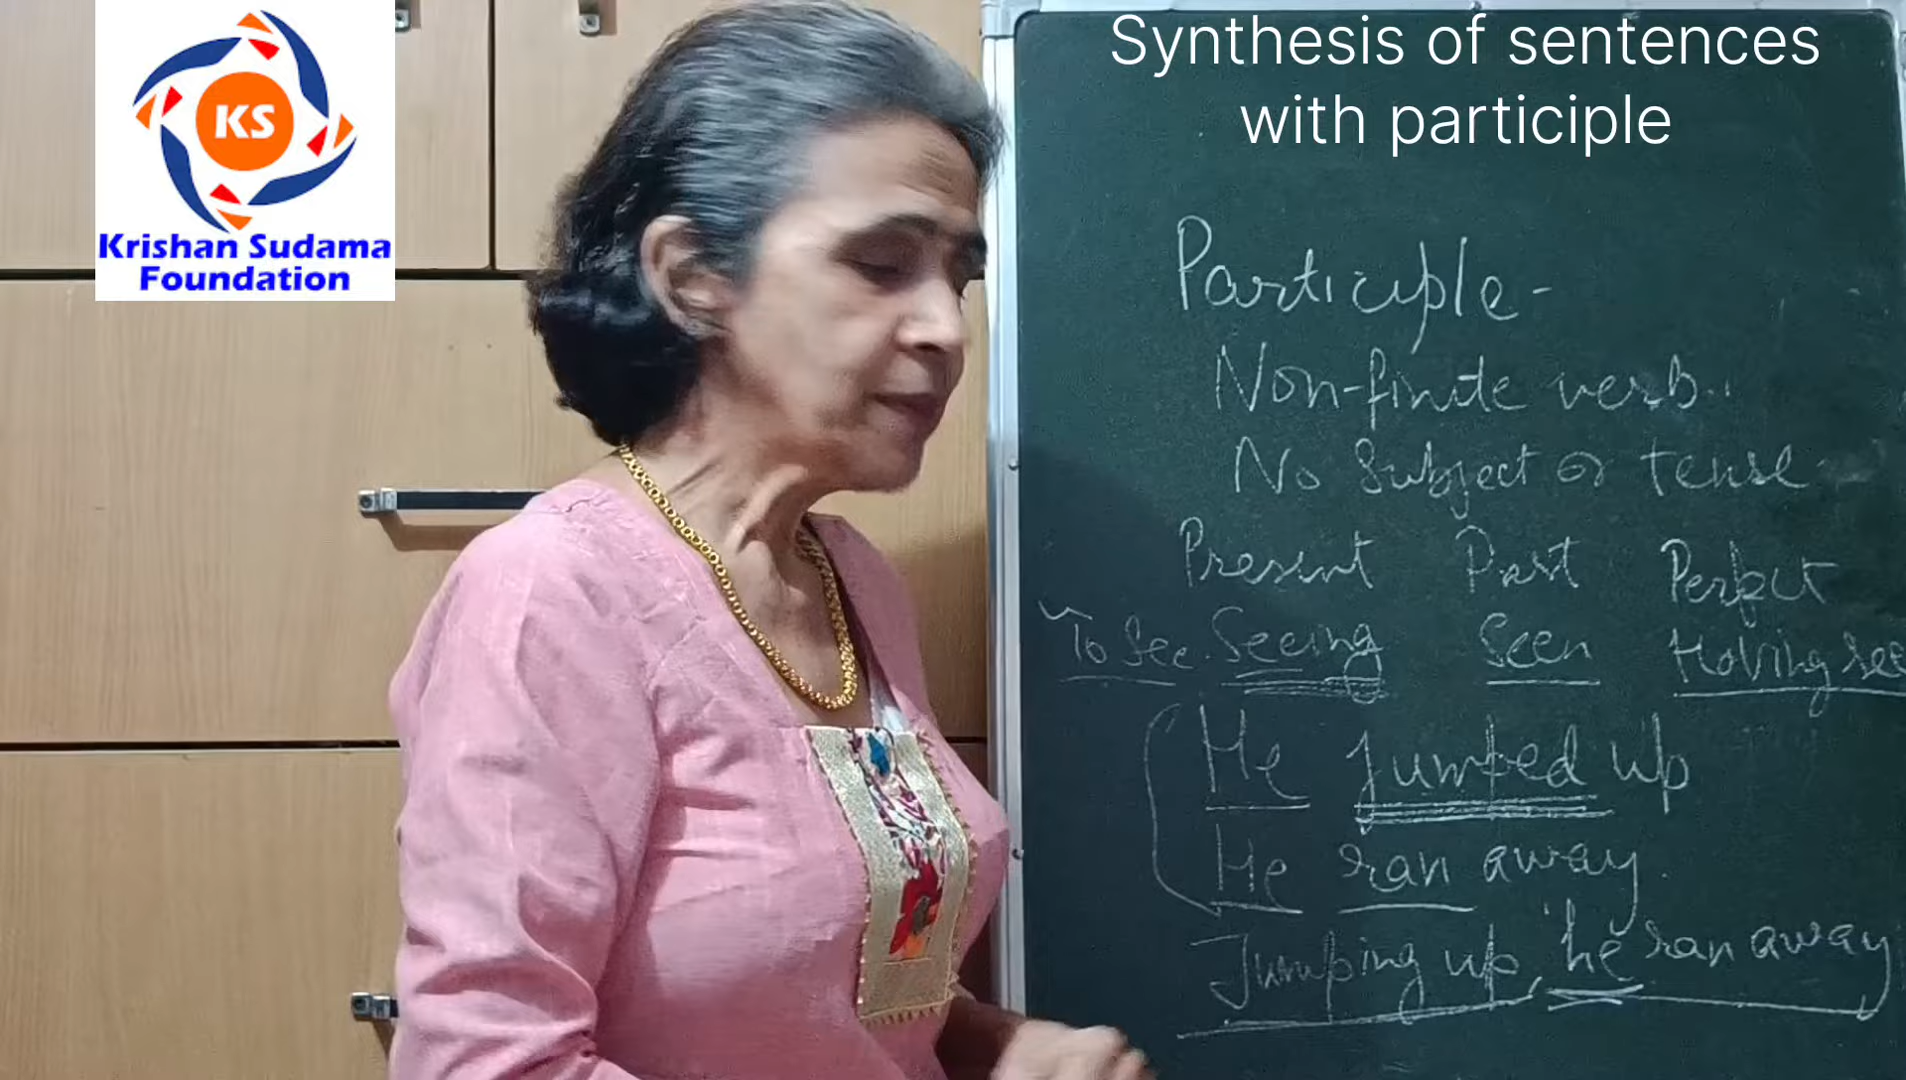 KS
Krishan Sudama
Foundation
Synthesis of sentences
with participle
Participle-
Non-finite verb.
No Subject or tense.
Present Past Perfect
To See. Seeing Seen Having see
He jumped up
He ran away.
Jumping up, he ran away